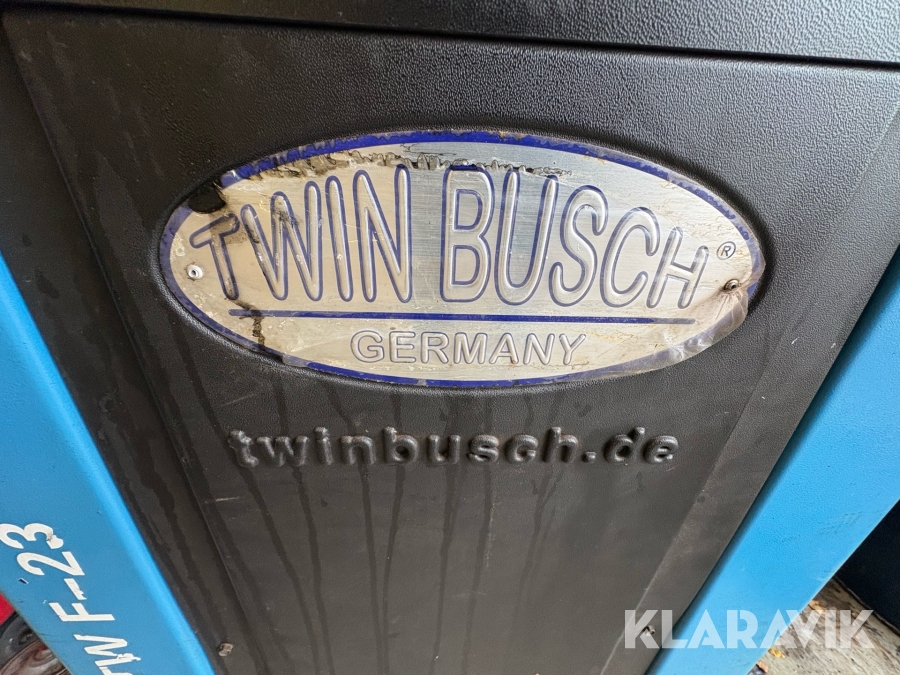 TWIN BUSCH®
GERMANY
twinbusch.de
TW F-23
KLARAVIK